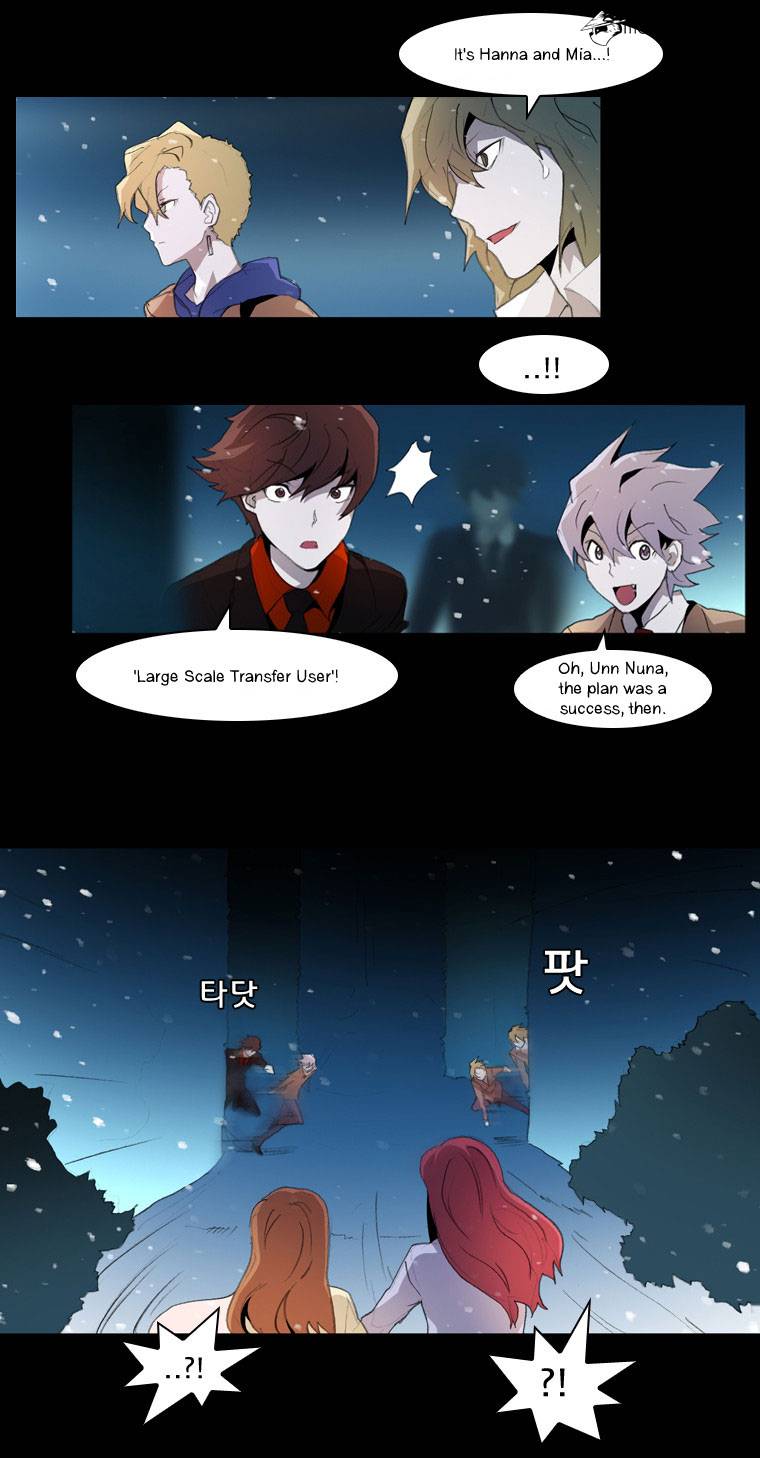 It's Hanna and Mia...!
..!!
'Large Scale Transfer User'!
Oh, Unn Nuna,
the plan was a
success, then.
타닷
팟
..?!
?!